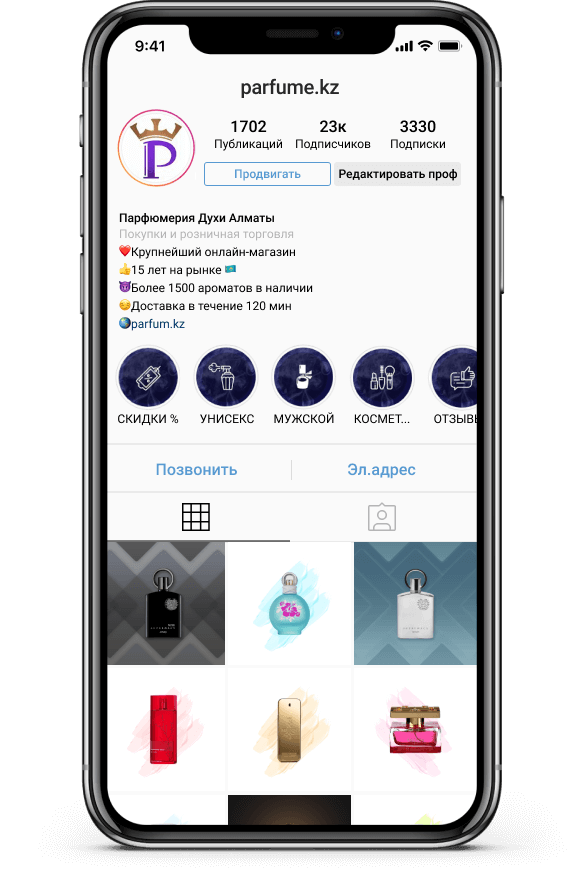 9:41
parfume.kz
P
1702
23к
3330
Публикаций
Подписчиков
Подписки
Продвигать
Редактировать проф
Парфюмерия Духи Алматы
Покупки и розничная торговля
❤️Крупнейший онлайн-магазин
👍15 лет на рынке 🇰🇿
😈Более 1500 ароматов в наличии
😏Доставка в течение 120 мин
🌏parfum.kz
СКИДКИ %
УНИСЕКС
МУЖСКОЙ
КОСМЕТ...
ОТЗЫВЫ
Позвонить
Эл.адрес